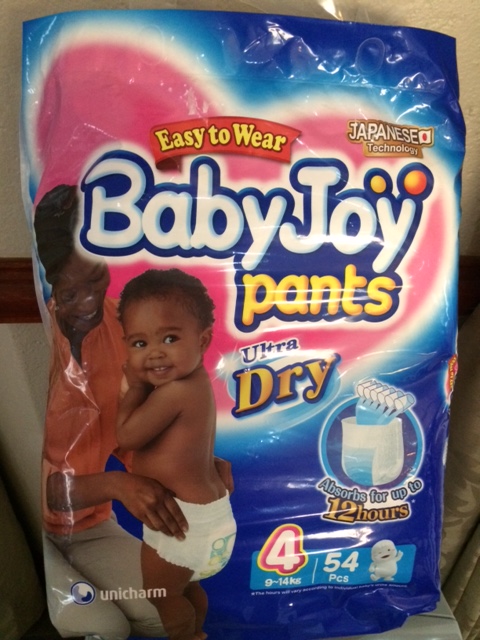 Easy to Wear
JAPANESE
Technology
BabyJoy
pants
Ultra
Dry
Absorbs for up to
12hours
4
9~14kg
54
Pcs
unicharm